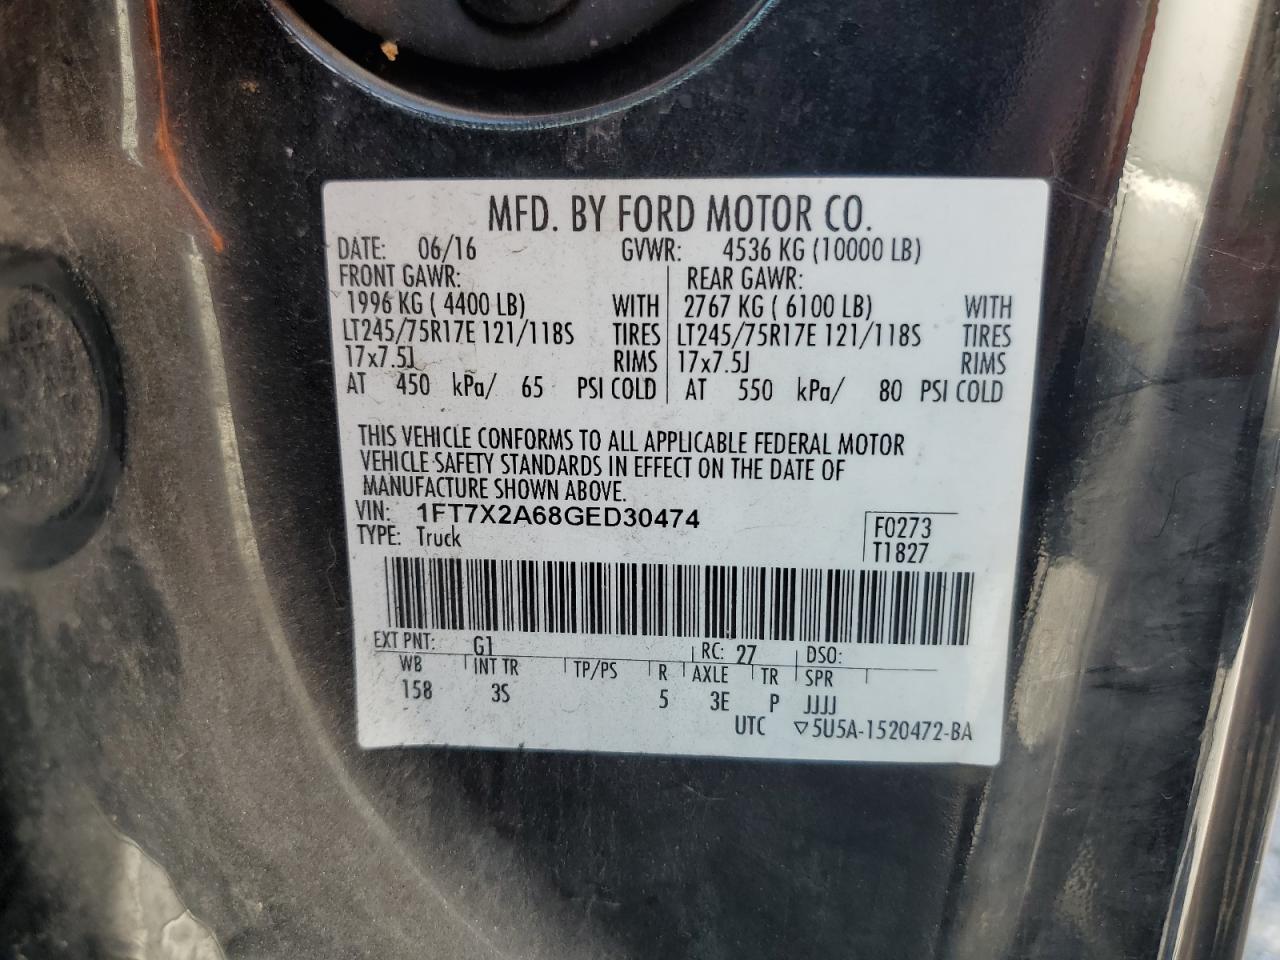 MFD. BY FORD MOTOR CO.
DATE: 06/16 GVWR: 4536 KG (10000 LB)
FRONT GAWR: REAR GAWR:
1996 KG ( 4400 LB) WITH 2767 KG ( 6100 LB) WITH
LT245/75R17E 121/118S TIRES LT245/75R17E 121/118S TIRES
17x7.5J RIMS 17x7.5J RIMS
AT 450 kPa/ 65 PSI COLD AT 550 kPa/ 80 PSI COLD
THIS VEHICLE CONFORMS TO ALL APPLICABLE FEDERAL MOTOR
VEHICLE SAFETY STANDARDS IN EFFECT ON THE DATE OF
MANUFACTURE SHOWN ABOVE.
VIN: 1FT7X2A68GED30474 F0273
TYPE: Truck T1827
EXT PNT: G1 RC: 27 DSO:
WB INT TR TP/PS R AXLE TR SPR
158 3S 5 3E P JJJJ
UTC ▽5U5A-1520472-BA